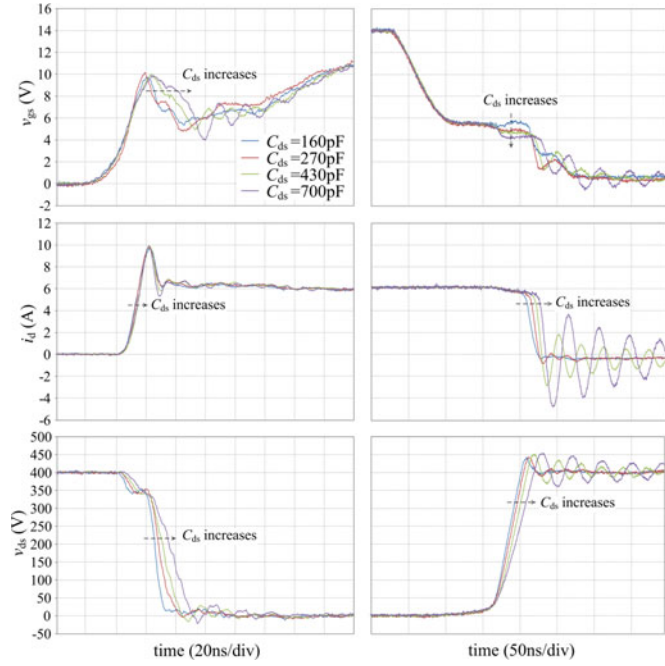 16
14
12
10
8
6
4
2
0
-2
v_gs (V)
C_ds increases
C_ds =160pF
C_ds =270pF
C_ds =430pF
C_ds =700pF
C_ds increases
12
10
8
6
4
2
0
-2
-4
-6
i_d (A)
C_ds increases
C_ds increases
500
450
400
350
300
250
200
150
100
50
0
-50
v_ds (V)
C_ds increases
C_ds increases
time (20ns/div)
time (50ns/div)